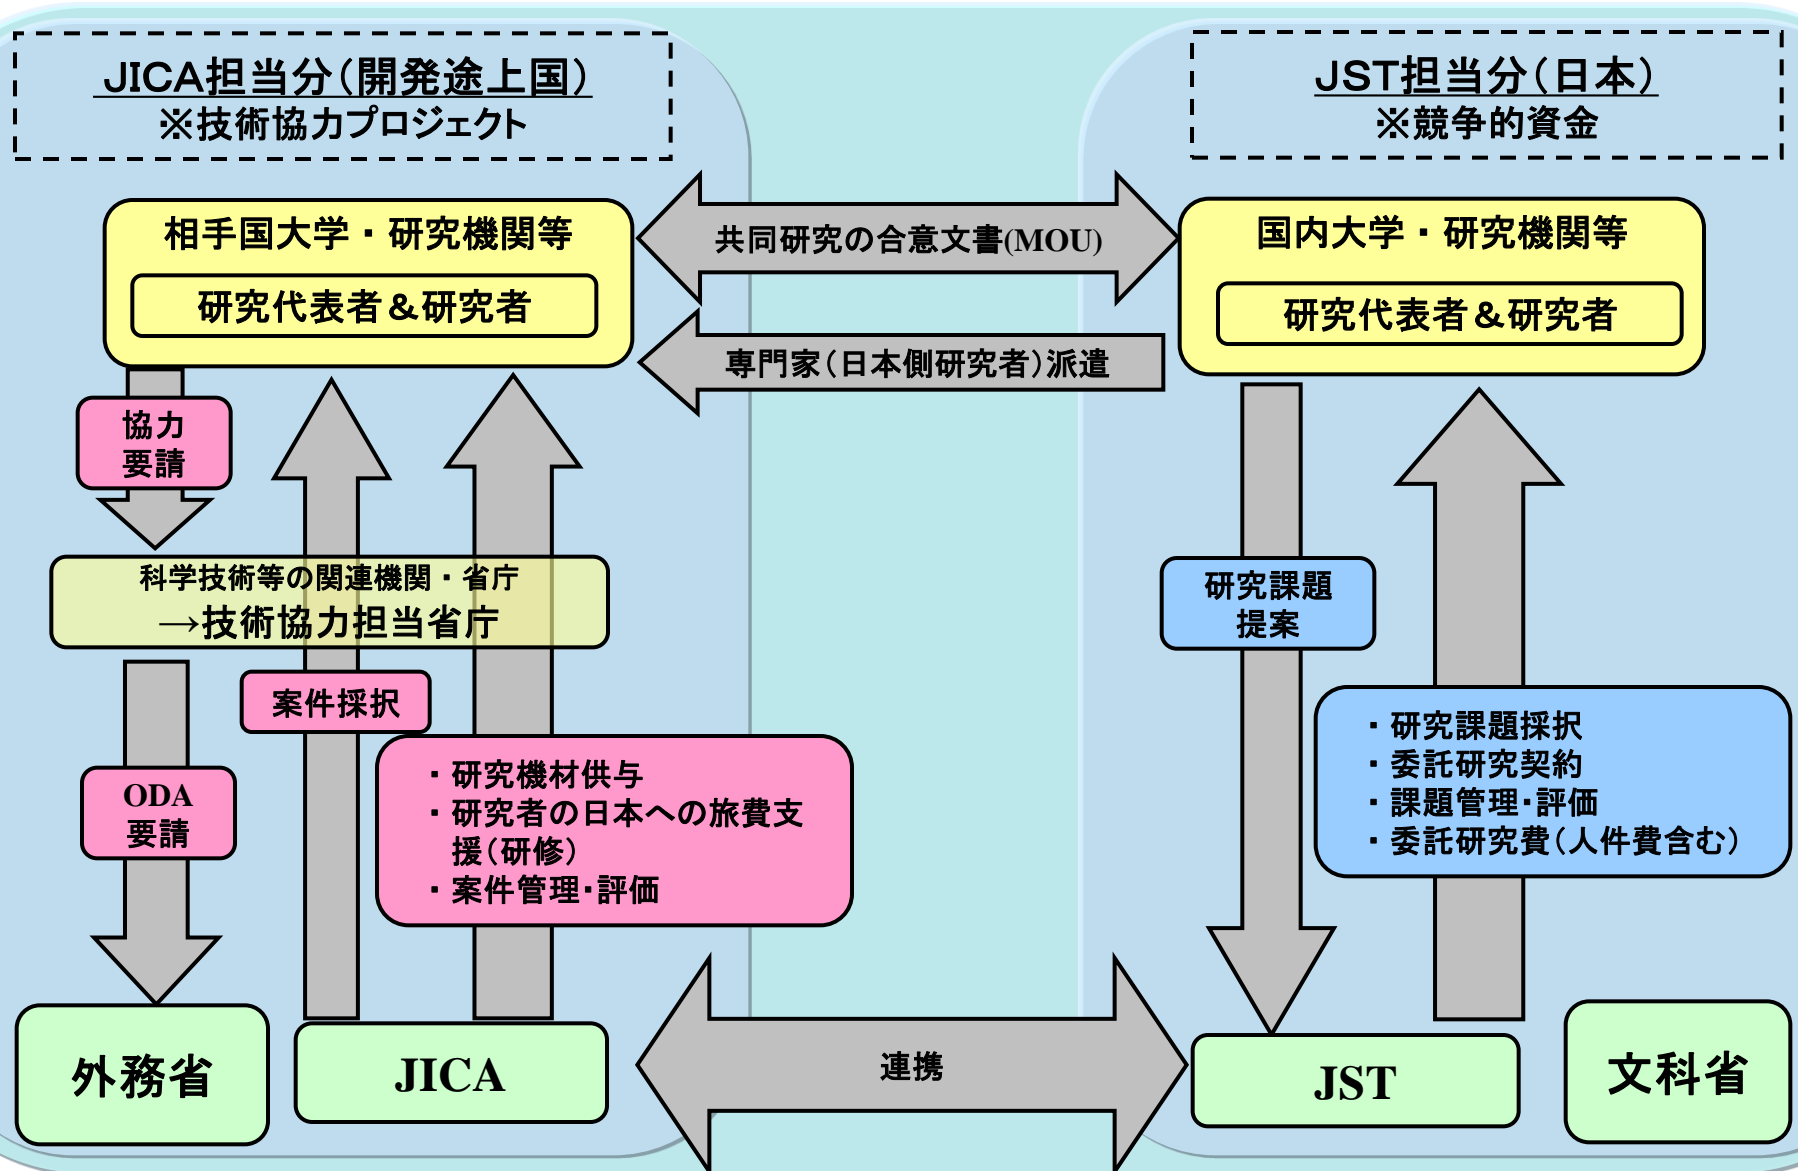 JICA担当分（開発途上国）
※技術協力プロジェクト
JST担当分（日本）
※競争的資金
相手国大学・研究機関等
研究代表者＆研究者
共同研究の合意文書(MOU)
国内大学・研究機関等
研究代表者＆研究者
専門家（日本側研究者）派遣
協力
要請
科学技術等の関連機関・省庁
→技術協力担当省庁
研究課題
提案
案件採択
・研究機材供与
・研究者の日本への旅費支
援（研修）
・案件管理・評価
ODA
要請
・研究課題採択
・委託研究契約
・課題管理・評価
・委託研究費（人件費含む）
外務省
JICA
連携
JST
文科省